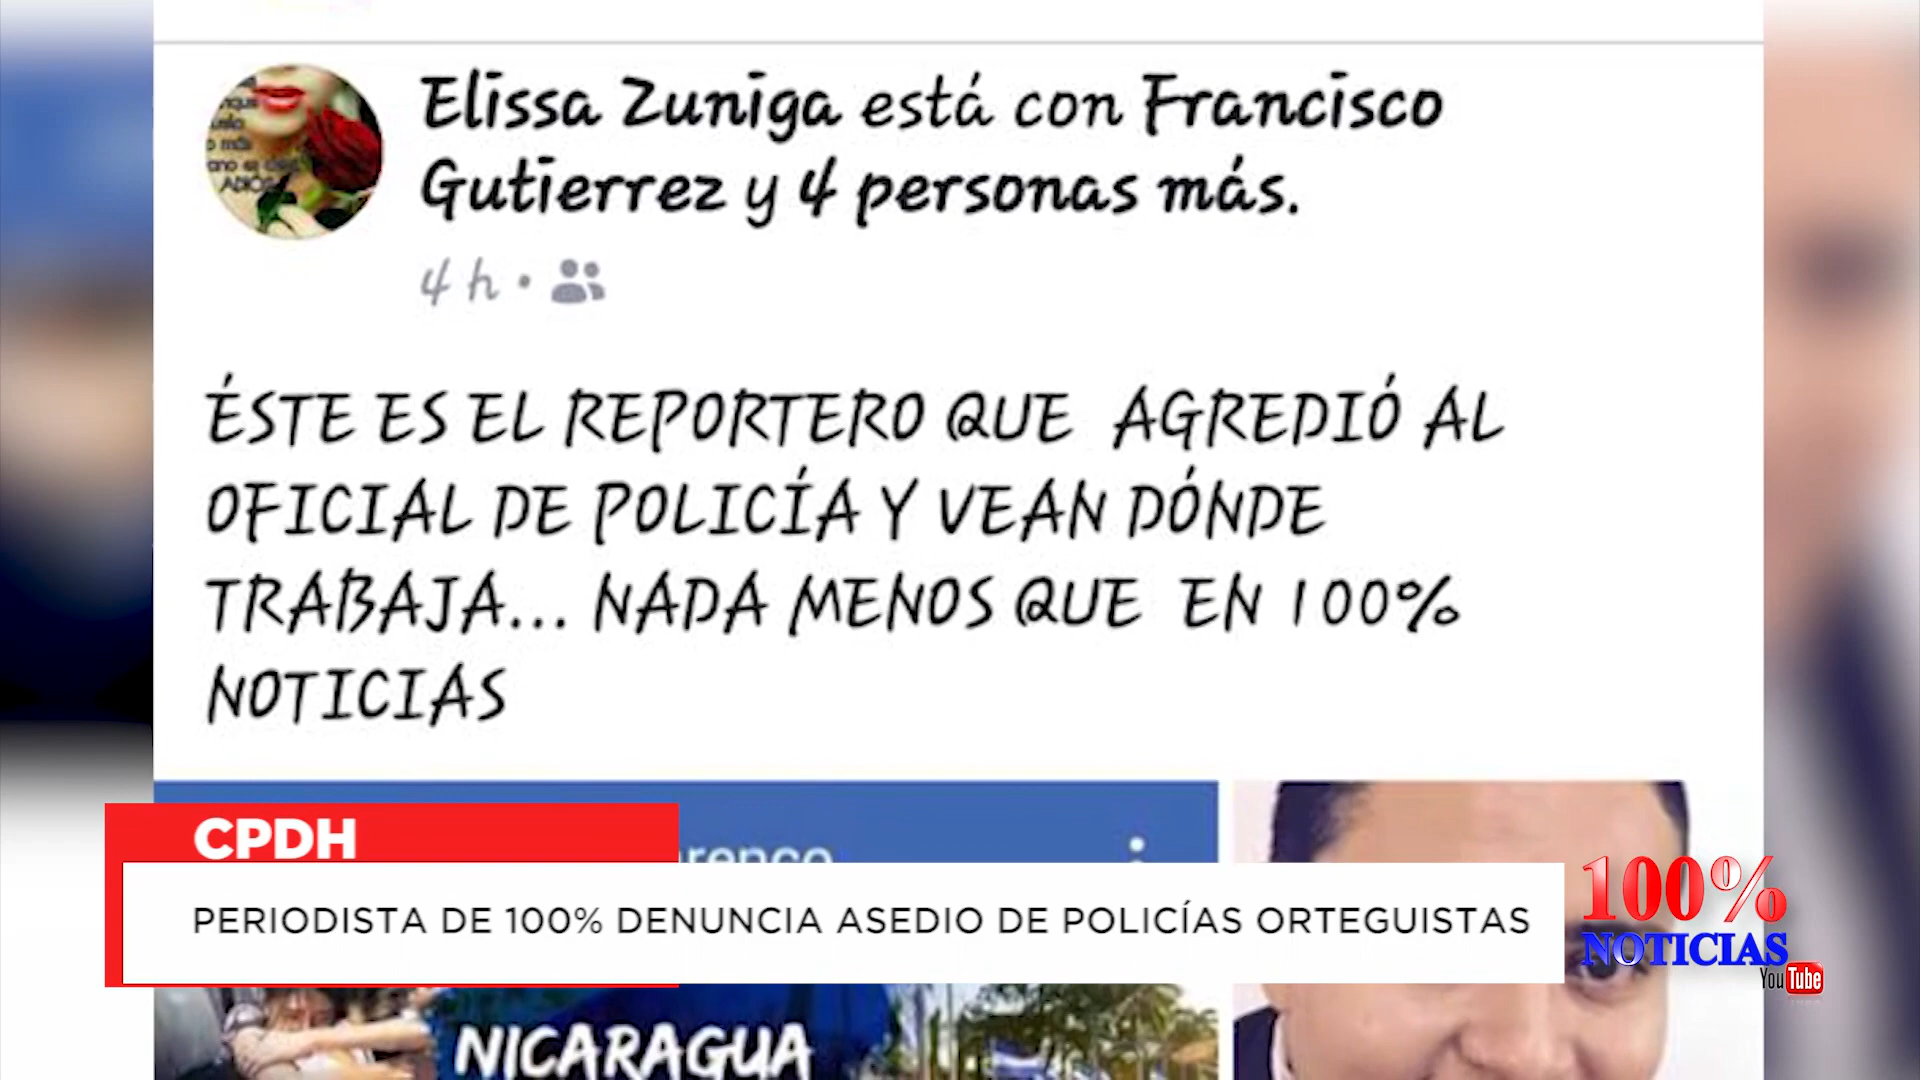 Elissa Zuniga está con Francisco
Gutierrez y 4 personas más.
4 h •
ÉSTE ES EL REPORTERO QUE AGREDIÓ AL
OFICIAL DE POLICÍA Y VEAN DÓNDE
TRABAJA... NADA MENOS QUE EN 100%
NOTICIAS
CPDH
PERIODISTA DE 100% DENUNCIA ASEDIO DE POLICÍAS ORTEGUISTAS
100%
NOTICIAS
YouTube
NICARAGUA